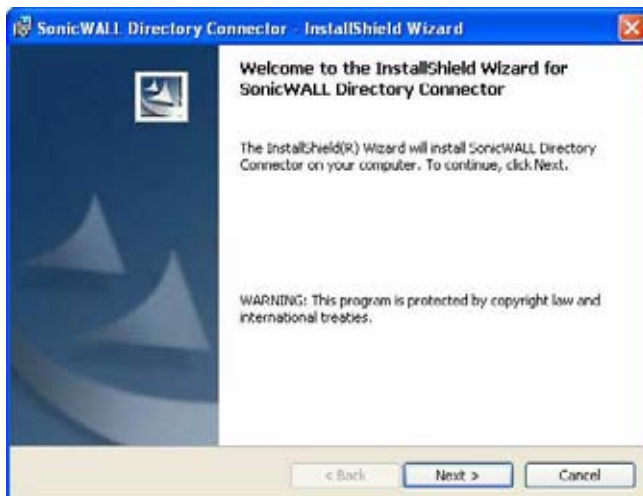 SonicWALL Directory Connector - InstallShield Wizard
Welcome to the InstallShield Wizard for
SonicWALL Directory Connector
The InstallShield(R) Wizard will install SonicWALL Directory
Connector on your computer. To continue, click Next.
WARNING: This program is protected by copyright law and
international treaties.
< Back
Next >
Cancel